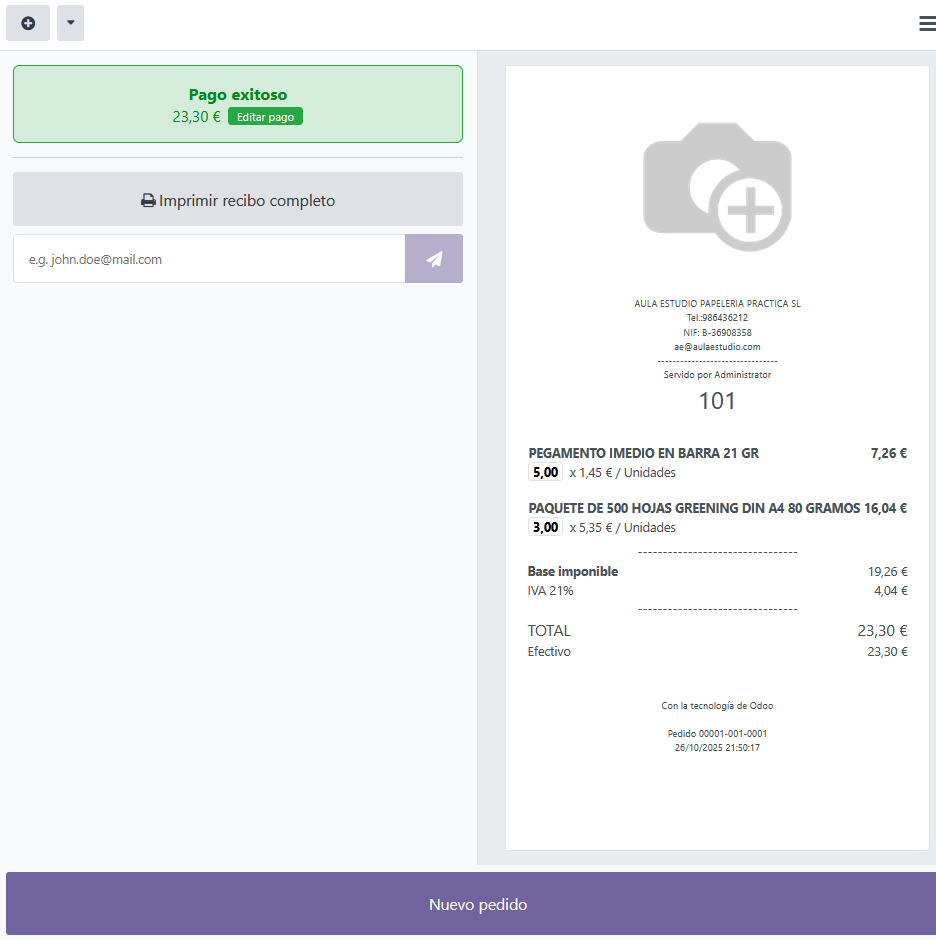 Pago exitoso
23,30 € Editar pago
Imprimir recibo completo
e.g. john.doe@mail.com
AULA ESTUDIO PAPELERIA PRACTICA SL
Tel.:986436212
NIF: B-36908358
ae@aulaestudio.com
--------------------------------
Servido por Administrator
101
PEGAMENTO IMEDIO EN BARRA 21 GR 7,26 €
5,00 x 1,45 € / Unidades
PAQUETE DE 500 HOJAS GREENING DIN A4 80 GRAMOS 16,04 €
3,00 x 5,35 € / Unidades
--------------------------------
Base imponible 19,26 €
IVA 21% 4,04 €
--------------------------------
TOTAL 23,30 €
Efectivo 23,30 €
Con la tecnología de Odoo
Pedido 00001-001-0001
26/10/2025 21:50:17
Nuevo pedido